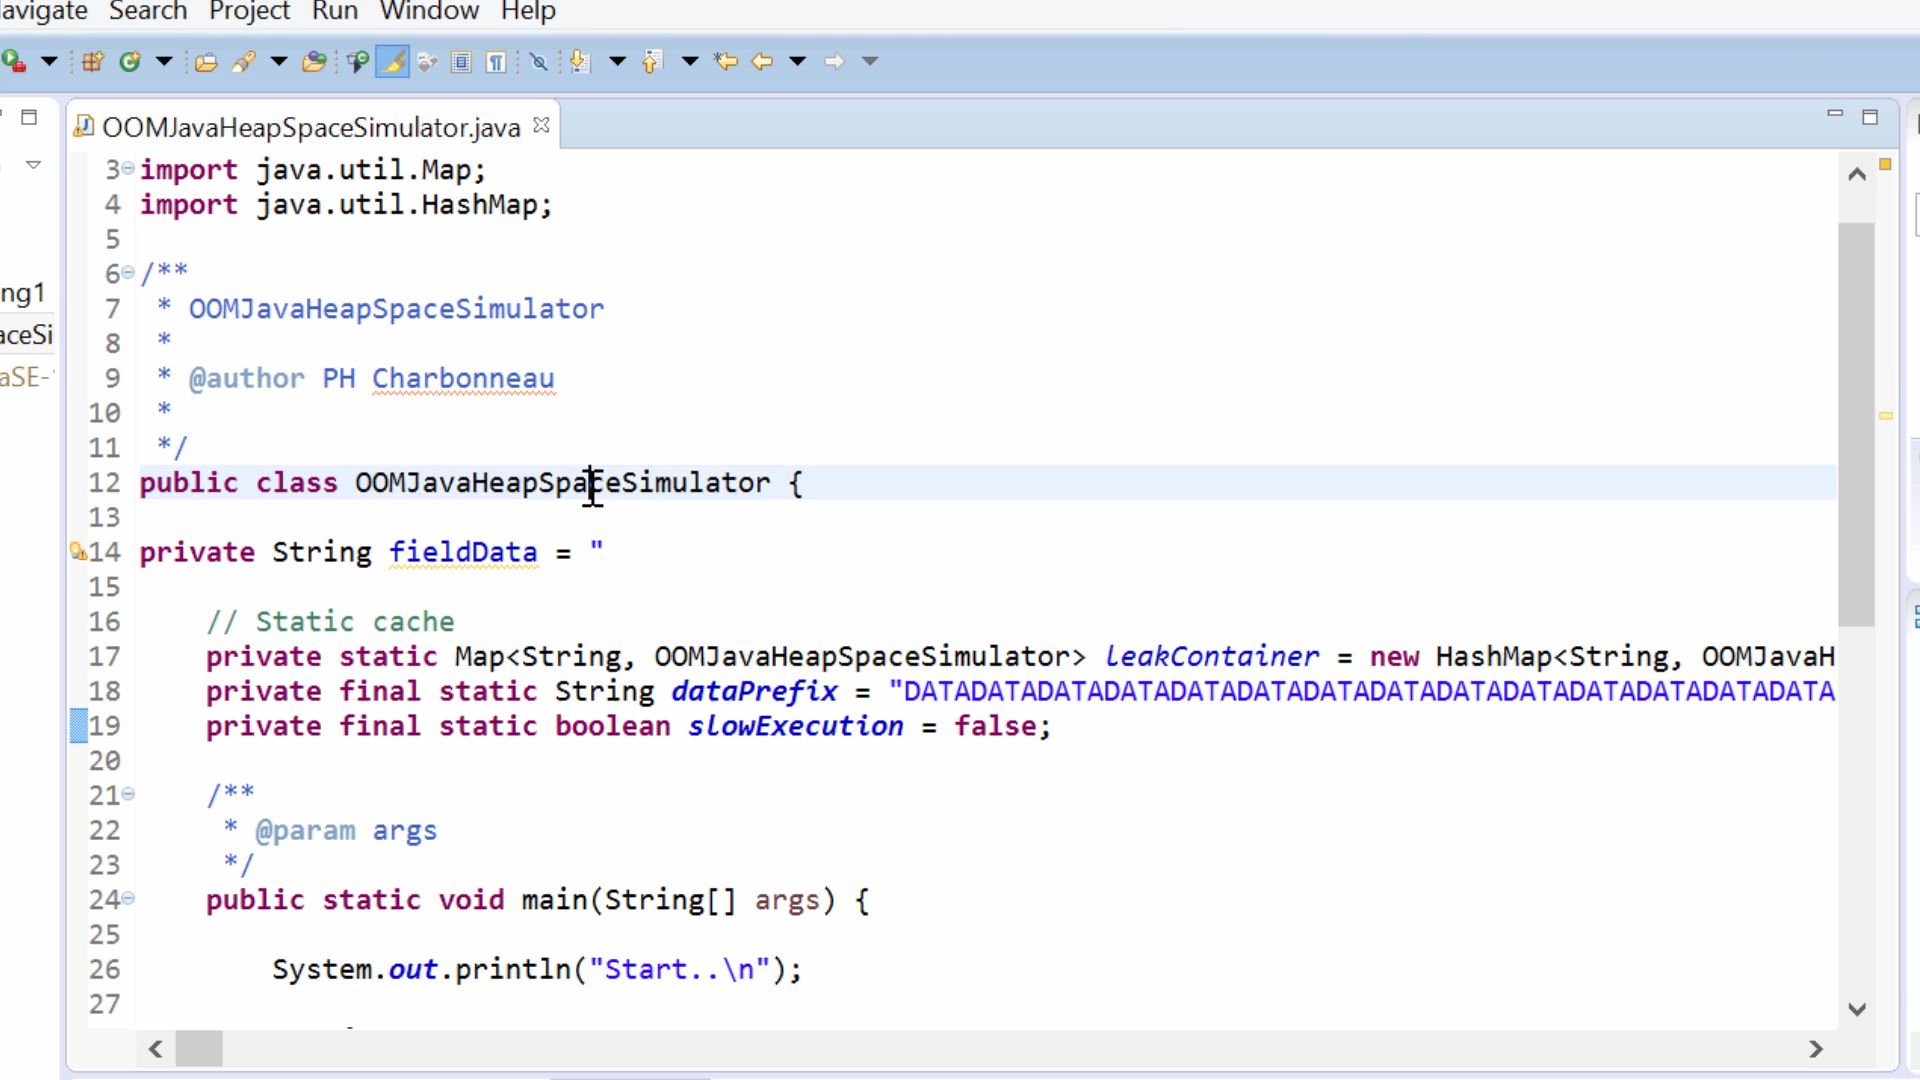 avigate Search Project Run Window Help
OOMJavaHeapSpaceSimulator.java
ng1
aceSi
aSE-
3 import java.util.Map;
4 import java.util.HashMap;
5
6 /**
7 * OOMJavaHeapSpaceSimulator
8 *
9 * @author PH Charbonneau
10 *
11 */
12 public class OOMJavaHeapSpaceSimulator {
13
14 private String fieldData = "
15
16 // Static cache
17 private static Map<String, OOMJavaHeapSpaceSimulator> leakContainer = new HashMap<String, OOMJavaH
18 private final static String dataPrefix = "DATADATADATADATADATADATADATADATADATADATADATADATADATADATA
19 private final static boolean slowExecution = false;
20
21 /**
22 * @param args
23 */
24 public static void main(String[] args) {
25
26 System.out.println("Start..\n");
27